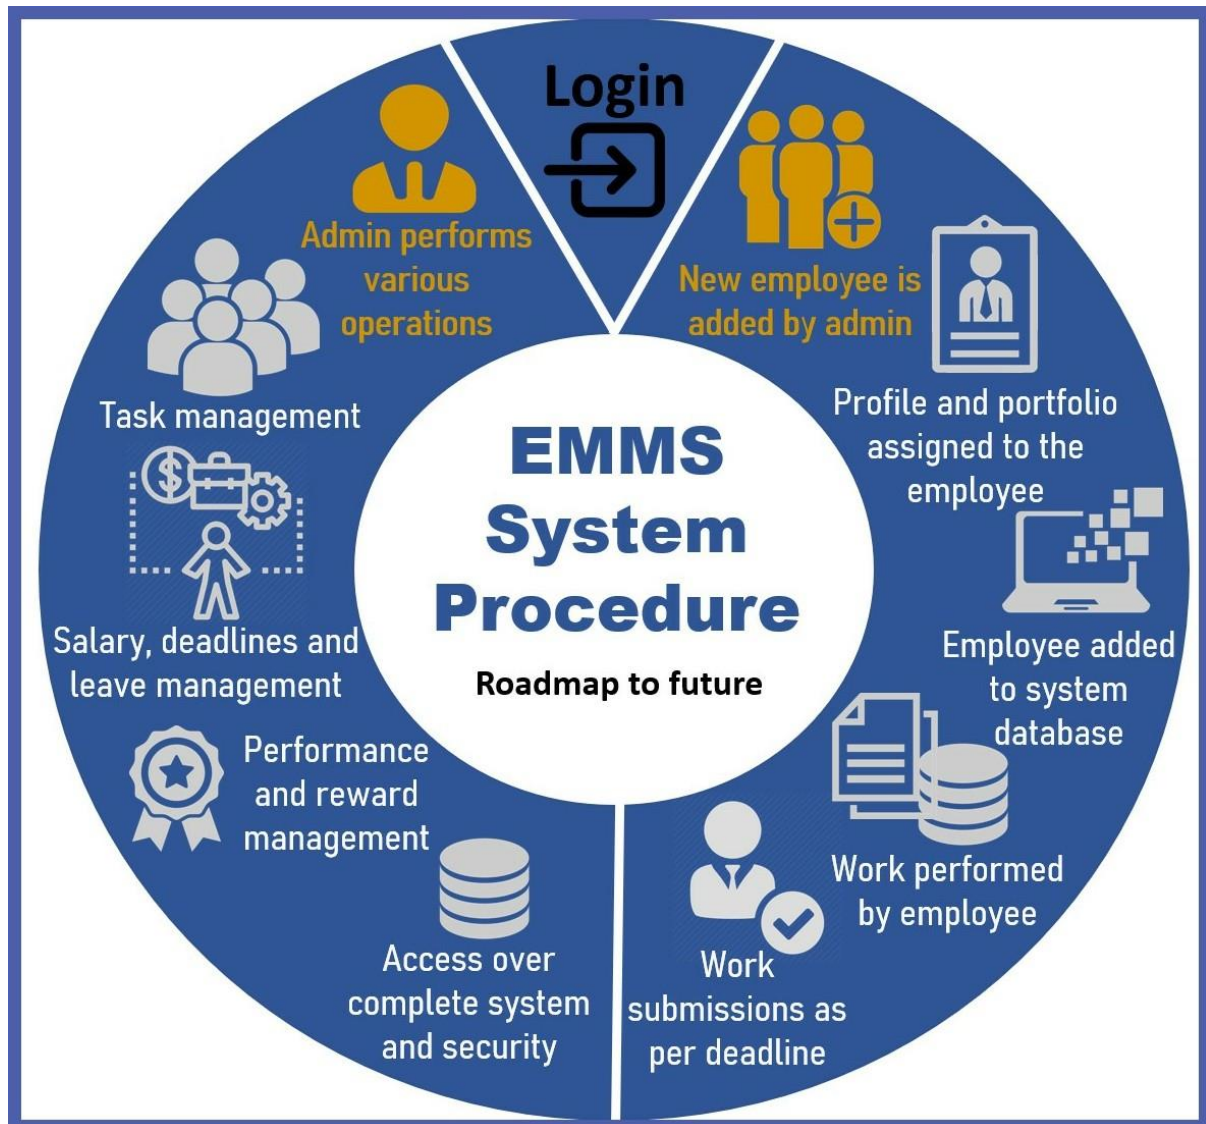 Login
Admin performs
various
operations
Task management
Salary, deadlines and
leave management
Performance
and reward
management
Access over
complete system
and security
New employee is
added by admin
Profile and portfolio
assigned to the
employee
Employee added
to system
database
Work performed
by employee
Work
submissions as
per deadline
EMMS
System
Procedure
Roadmap to future